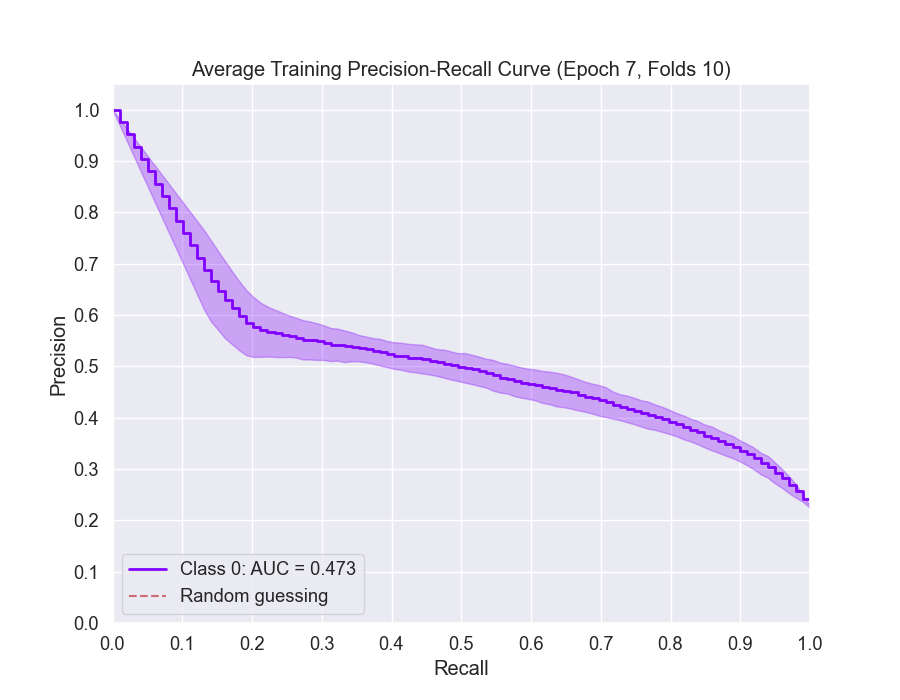 Average Training Precision-Recall Curve (Epoch 7, Folds 10)
Precision
1.0
0.9
0.8
0.7
0.6
0.5
0.4
0.3
0.2
0.1
0.0
Class 0: AUC = 0.473
Random guessing
0.0 0.1 0.2 0.3 0.4 0.5 0.6 0.7 0.8 0.9 1.0
Recall